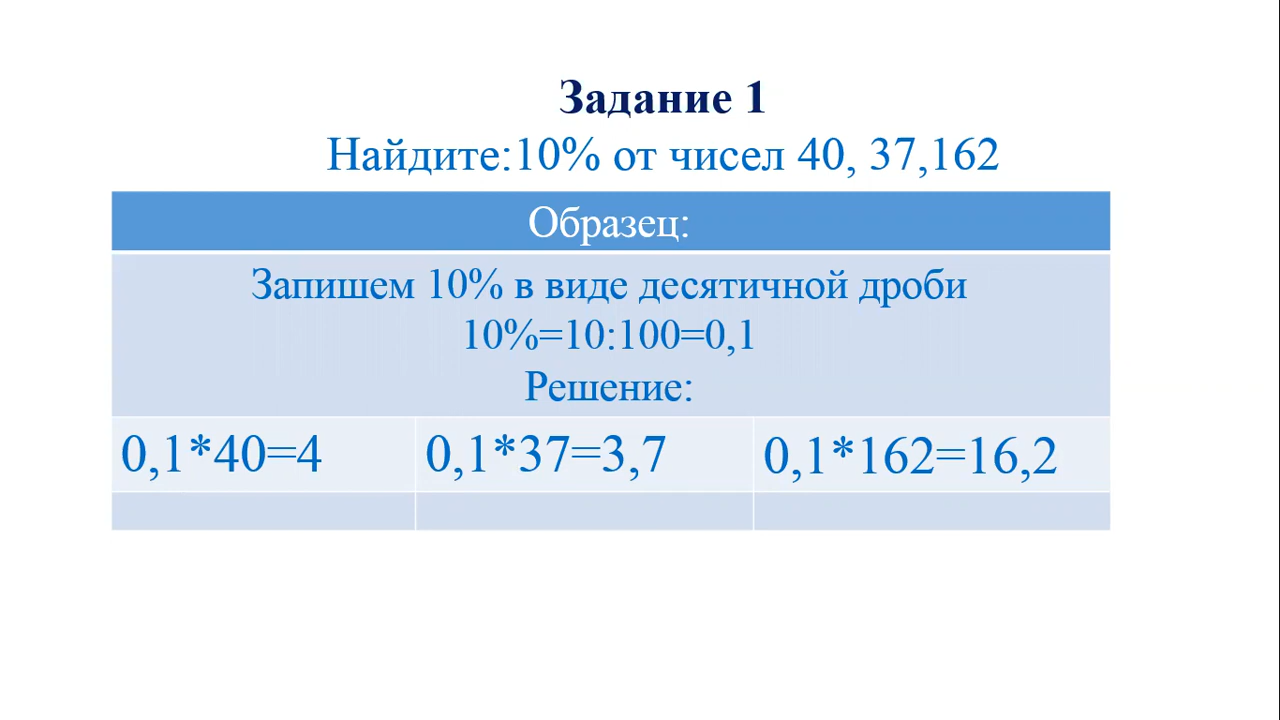 Задание 1
Найдите:10% от чисел 40, 37,162
Образец:
Запишем 10% в виде десятичной дроби
10%=10:100=0,1
Решение:
0,1*40=4
0,1*37=3,7
0,1*162=16,2